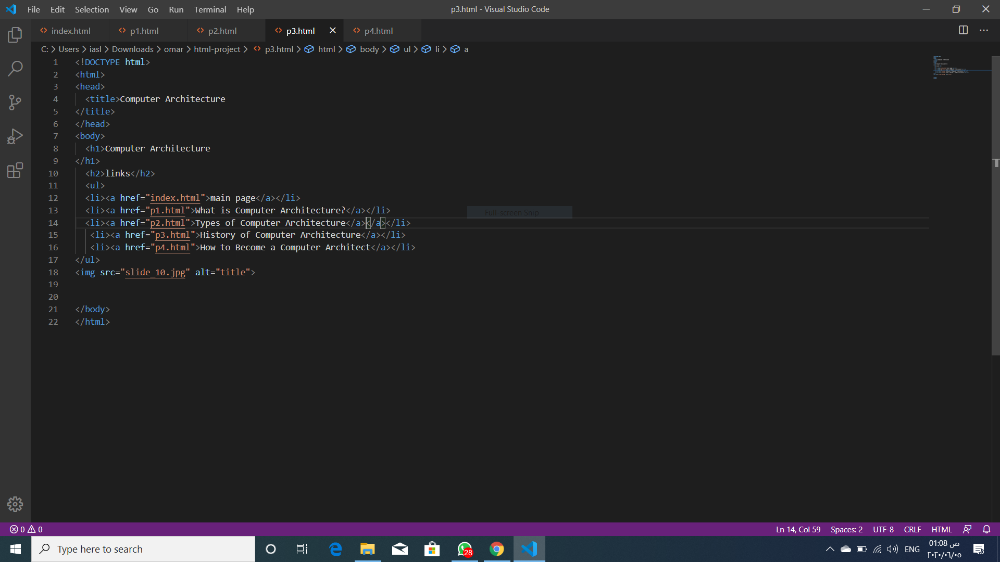 File Edit Selection View Go Run Terminal Help
p3.html - Visual Studio Code
index.html p1.html p2.html p3.html p4.html
C: > Users > iasl > Downloads > omar > html-project > p3.html > html > body > ul > li > a
1 <!DOCTYPE html>
2 <html>
3 <head>
4 <title>Computer Architecture
5 </title>
6 </head>
7 <body>
8 <h1>Computer Architecture
9 </h1>
10 <h2>links</h2>
11 <ul>
12 <li><a href="index.html">main page</a></li>
13 <li><a href="p1.html">What is Computer Architecture?</a></li>
Full-screen Snip
14 <li><a href="p2.html">Types of Computer Architecture</a></a></li>
15 <li><a href="p3.html">History of Computer Architecture</a></li>
16 <li><a href="p4.html">How to Become a Computer Architect</a></li>
17 </ul>
18 <img src="slide_10.jpg" alt="title">
19
20
21 </body>
22 </html>
0 0
Ln 14, Col 59 Spaces: 2 UTF-8 CRLF HTML
Type here to search
28
ENG
01:08 ص
٢٠٢٠/٠٦/٠٥